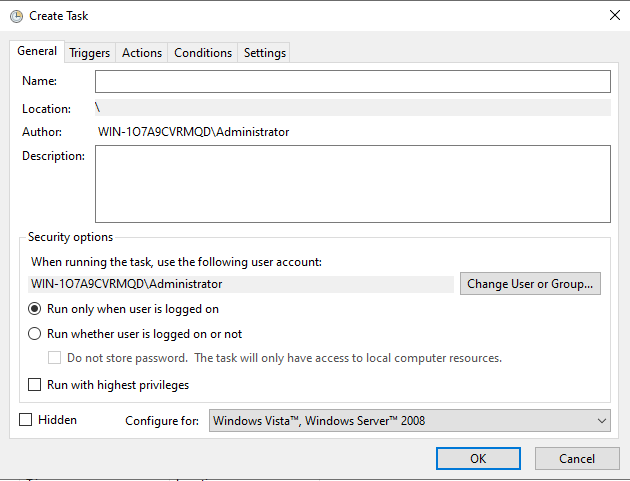 Create Task
General Triggers Actions Conditions Settings
Name:
Location: \
Author: WIN-1O7A9CVRMQD\Administrator
Description:
Security options
When running the task, use the following user account:
WIN-1O7A9CVRMQD\Administrator Change User or Group...
Run only when user is logged on
Run whether user is logged on or not
Do not store password. The task will only have access to local computer resources.
Run with highest privileges
Hidden Configure for: Windows Vista™, Windows Server™ 2008
OK Cancel